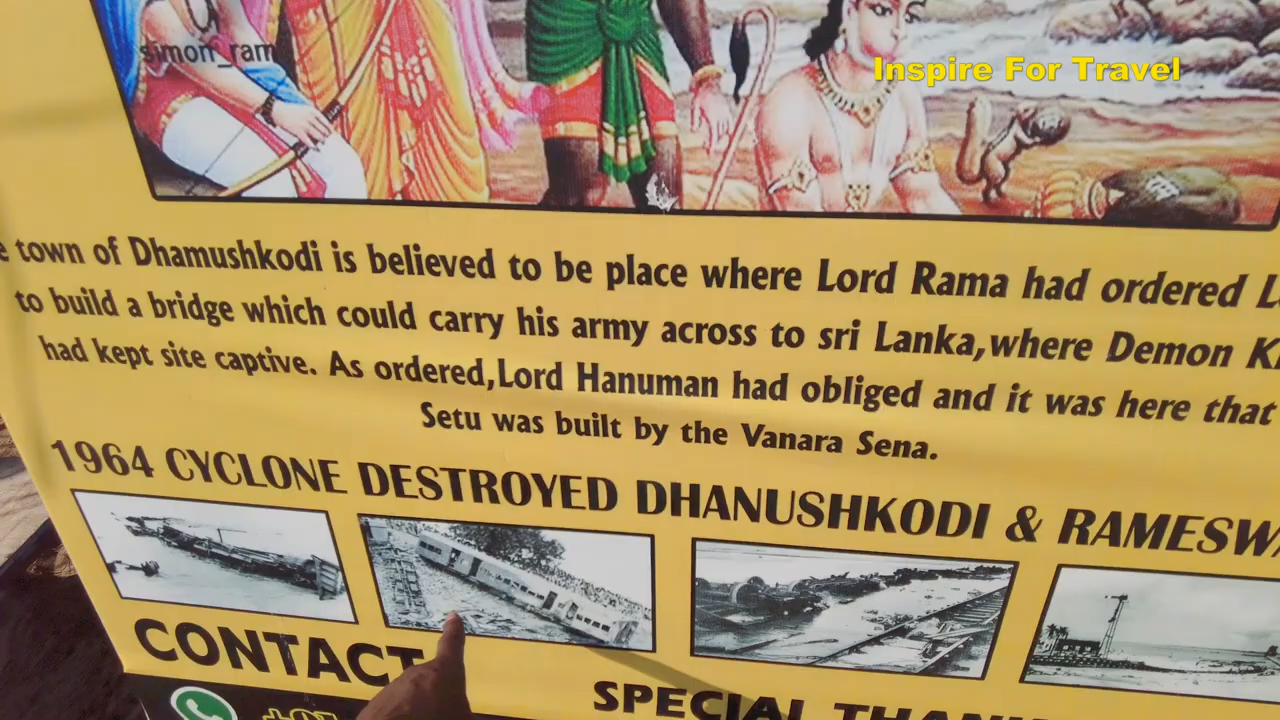 simon_ram
Inspire For Travel
town of Dhamushkodi is believed to be place where Lord Rama had ordered
to build a bridge which could carry his army across to sri Lanka,where Demon
had kept site captive. As ordered,Lord Hanuman had obliged and it was here that
Setu was built by the Vanara Sena.
1964 CYCLONE DESTROYED DHANUSHKODI &
CONTACT
SPECIAL